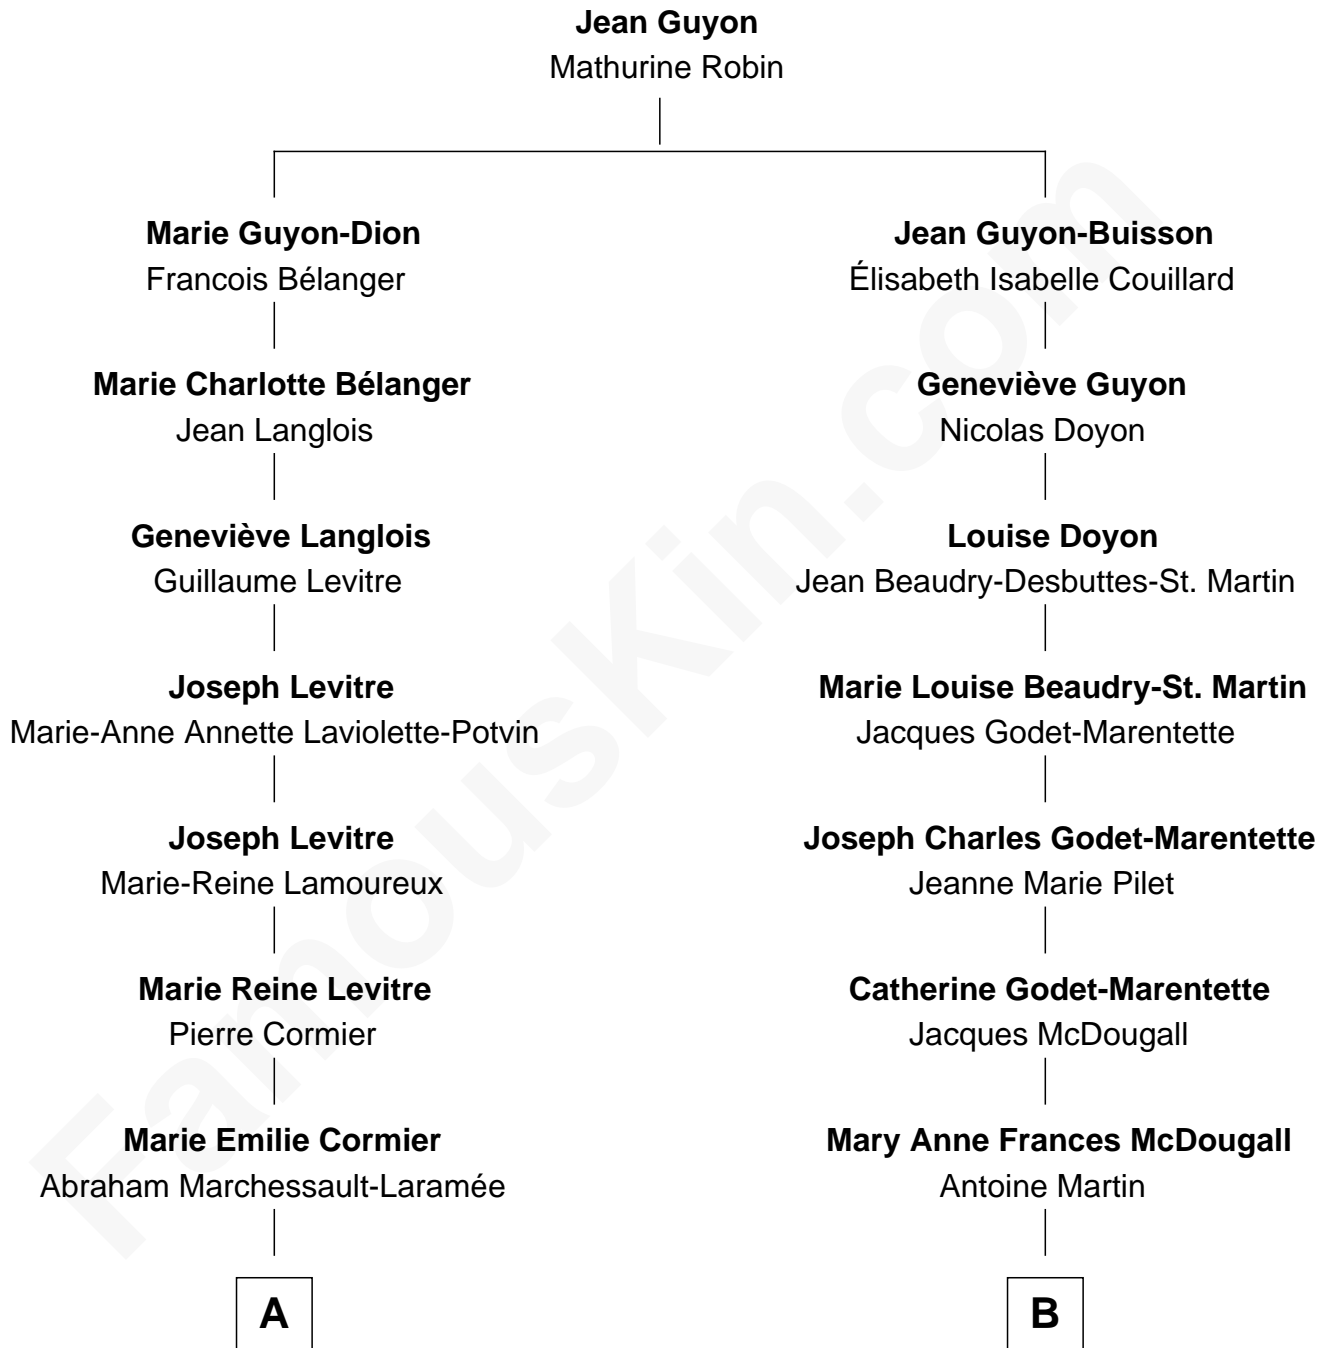 Jean Guyon
Mathurine Robin
Marie Guyon-Dion
Francois Bélanger
Jean Guyon-Buisson
Élisabeth Isabelle Couillard
Marie Charlotte Bélanger
Jean Langlois
Geneviève Guyon
Nicolas Doyon
Geneviève Langlois
Guillaume Levitre
Louise Doyon
Jean Beaudry-Desbuttes-St. Martin
Joseph Levitre
Marie-Anne Annette Laviolette-Potvin
Marie Louise Beaudry-St. Martin
Jacques Godet-Marentette
Joseph Levitre
Marie-Reine Lamoureux
Joseph Charles Godet-Marentette
Jeanne Marie Pilet
Marie Reine Levitre
Pierre Cormier
Catherine Godet-Marentette
Jacques McDougall
Marie Emilie Cormier
Abraham Marchessault-Laramée
Mary Anne Frances McDougall
Antoine Martin
A
B
FamousKin.com